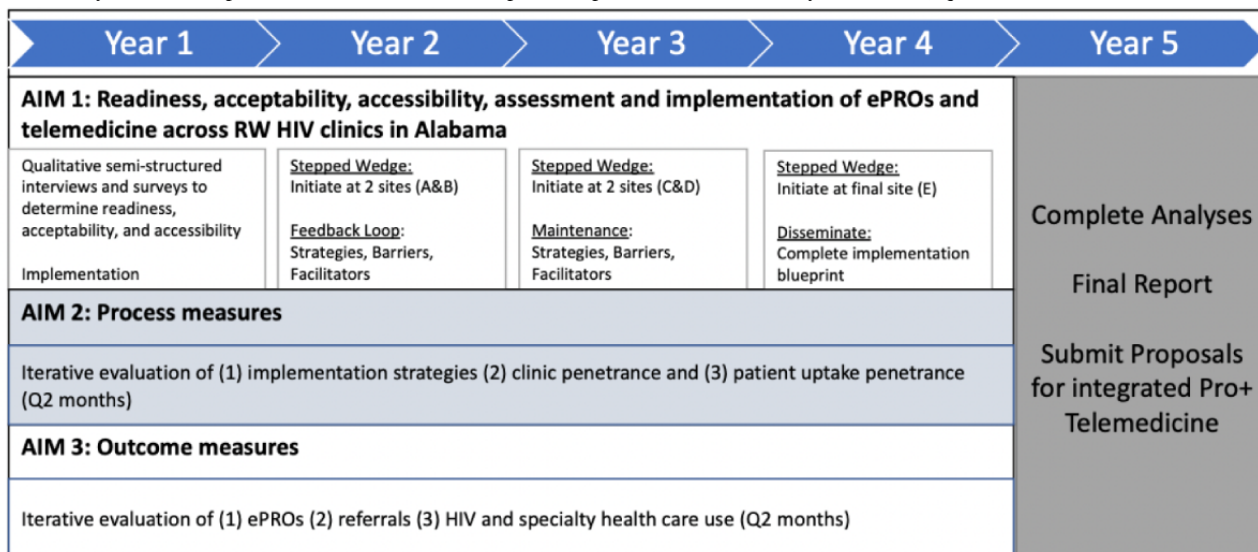 Year 1
Year 2
Year 3
Year 4
Year 5
AIM 1: Readiness, acceptability, accessibility, assessment and implementation of ePROs and
telemedicine across RW HIV clinics in Alabama
Qualitative semi-structured
interviews and surveys to
determine readiness,
acceptability, and accessibility
Implementation
Stepped Wedge:
Initiate at 2 sites (A&B)
Feedback Loop:
Strategies, Barriers,
Facilitators
Stepped Wedge:
Initiate at 2 sites (C&D)
Maintenance:
Strategies, Barriers,
Facilitators
Stepped Wedge:
Initiate at final site (E)
Disseminate:
Complete implementation
blueprint
AIM 2: Process measures
Iterative evaluation of (1) implementation strategies (2) clinic penetrance and (3) patient uptake penetrance
(Q2 months)
AIM 3: Outcome measures
Iterative evaluation of (1) ePROs (2) referrals (3) HIV and specialty health care use (Q2 months)
Complete Analyses
Final Report
Submit Proposals
for integrated Pro+
Telemedicine